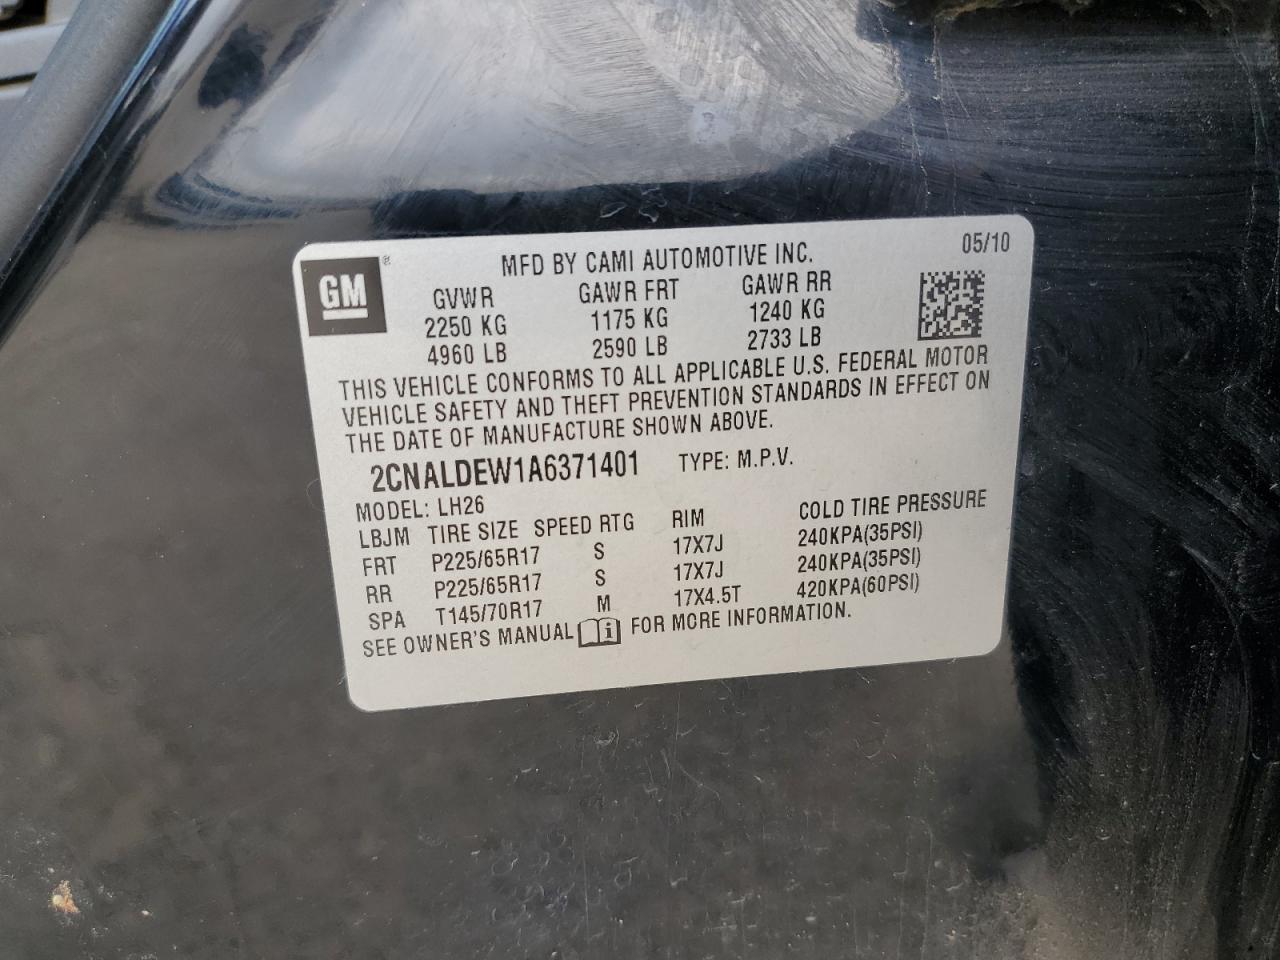 GM ®
MFD BY CAMI AUTOMOTIVE INC. 05/10
GVWR GAWR FRT GAWR RR
2250 KG 1175 KG 1240 KG
4960 LB 2590 LB 2733 LB
THIS VEHICLE CONFORMS TO ALL APPLICABLE U.S. FEDERAL MOTOR
VEHICLE SAFETY AND THEFT PREVENTION STANDARDS IN EFFECT ON
THE DATE OF MANUFACTURE SHOWN ABOVE.
2CNALDEW1A6371401 TYPE: M.P.V.
MODEL: LH26
LBJM TIRE SIZE SPEED RTG RIM COLD TIRE PRESSURE
FRT P225/65R17 S 17X7J 240KPA(35PSI)
RR P225/65R17 S 17X7J 240KPA(35PSI)
SPA T145/70R17 M 17X4.5T 420KPA(60PSI)
SEE OWNER'S MANUAL i FOR MORE INFORMATION.